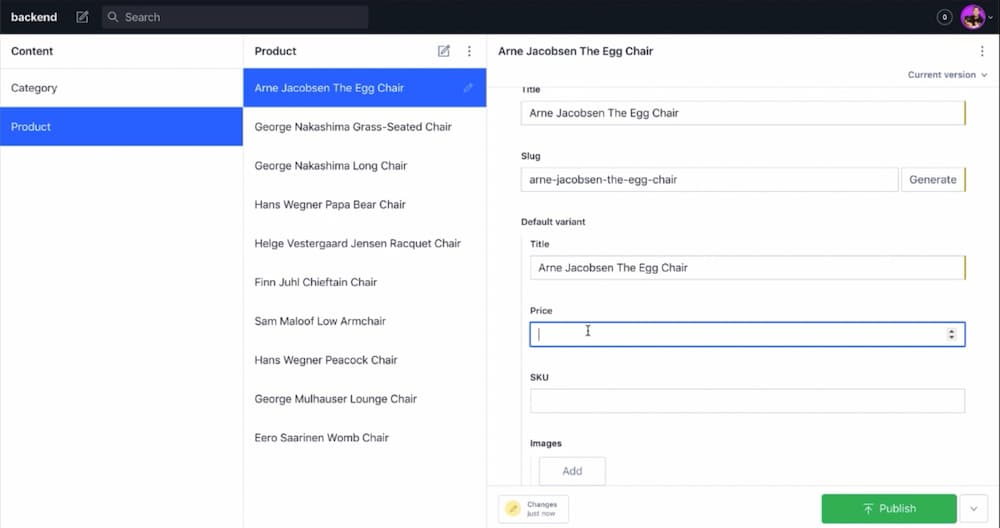 backend
Search
0
Content
Product
Arne Jacobsen The Egg Chair
Current version
Category
Product
Arne Jacobsen The Egg Chair
George Nakashima Grass-Seated Chair
George Nakashima Long Chair
Hans Wegner Papa Bear Chair
Helge Vestergaard Jensen Racquet Chair
Finn Juhl Chieftain Chair
Sam Maloof Low Armchair
Hans Wegner Peacock Chair
George Mulhauser Lounge Chair
Eero Saarinen Womb Chair
Title
Arne Jacobsen The Egg Chair
Slug
arne-jacobsen-the-egg-chair
Generate
Default variant
Title
Arne Jacobsen The Egg Chair
Price
SKU
Images
Add
Changes
just now
Publish